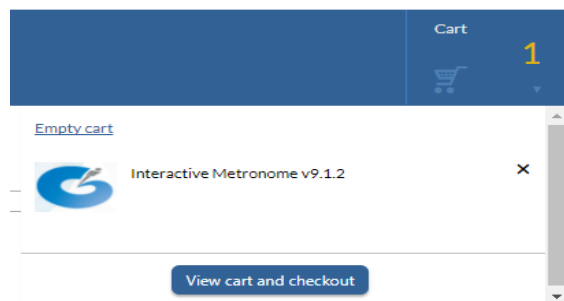 Cart
1
Empty cart
Interactive Metronome v9.1.2
View cart and checkout